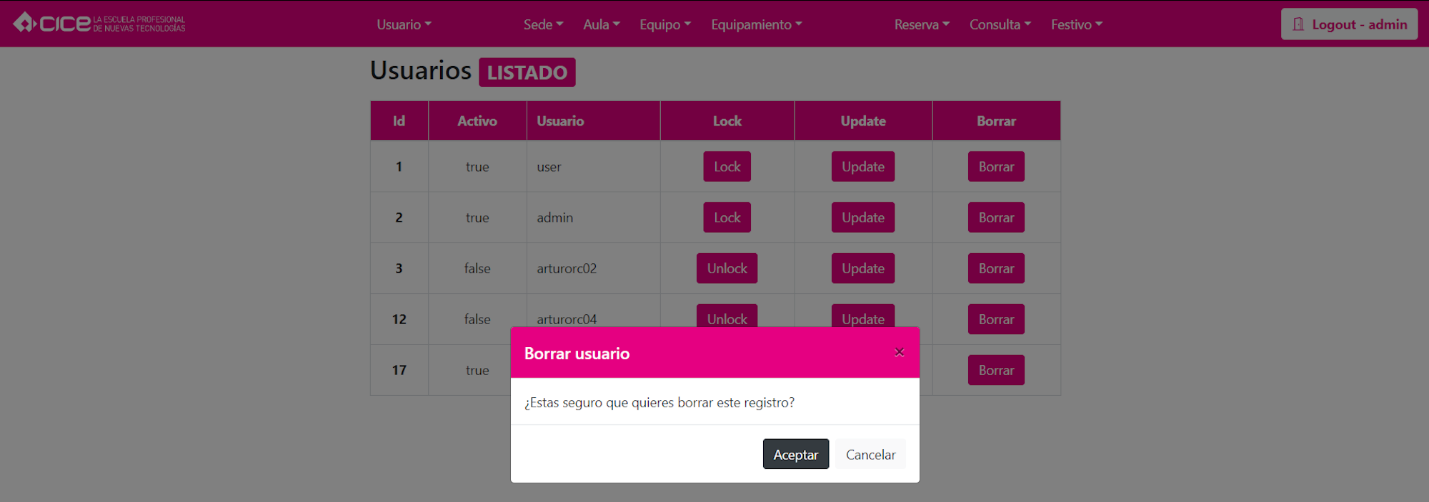 CICE LA ESCUELA PROFESIONAL
DE NUEVAS TECNOLOGÍAS
Usuario Sede Aula Equipo Equipamiento Reserva Consulta Festivo Logout - admin
Usuarios LISTADO
Id Activo Usuario Lock Update Borrar
1 true user Lock Update Borrar
2 true admin Lock Update Borrar
3 false arturorc02 Unlock Update Borrar
12 false arturorc04 Unlock Update Borrar
17 true Borrar
Borrar usuario ×
¿Estas seguro que quieres borrar este registro?
Aceptar Cancelar